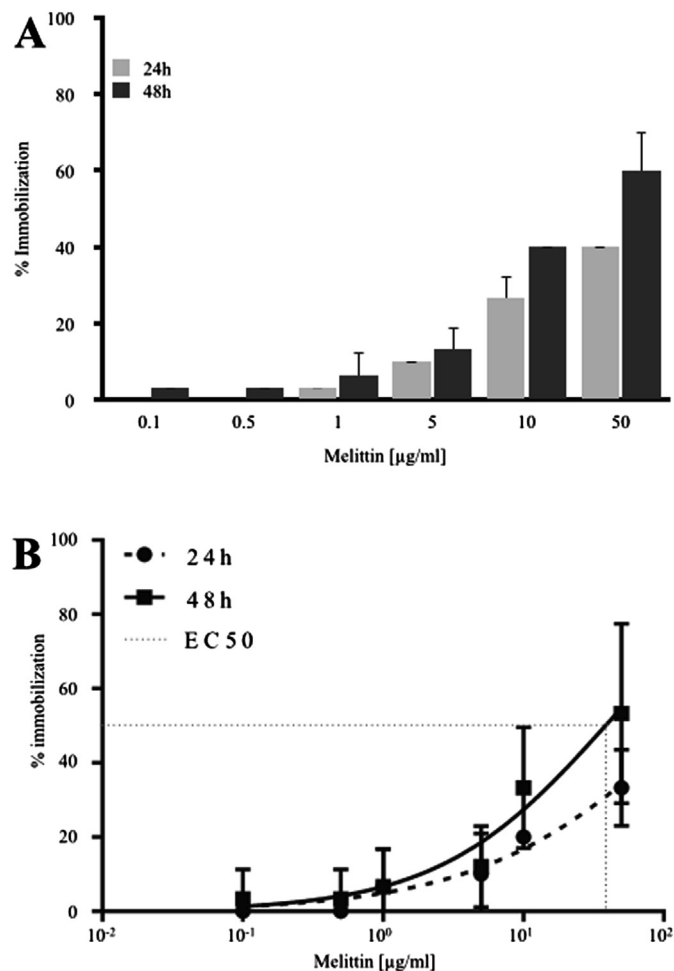 A
100
80
60
40
20
0
% Immobilization
24h
48h
0.1 0.5 1 5 10 50
Melittin [µg/ml]
B
100
80
60
40
20
0
% immobilization
24h
48h
EC50
10-2 10-1 100 101 102
Melittin [µg/ml]